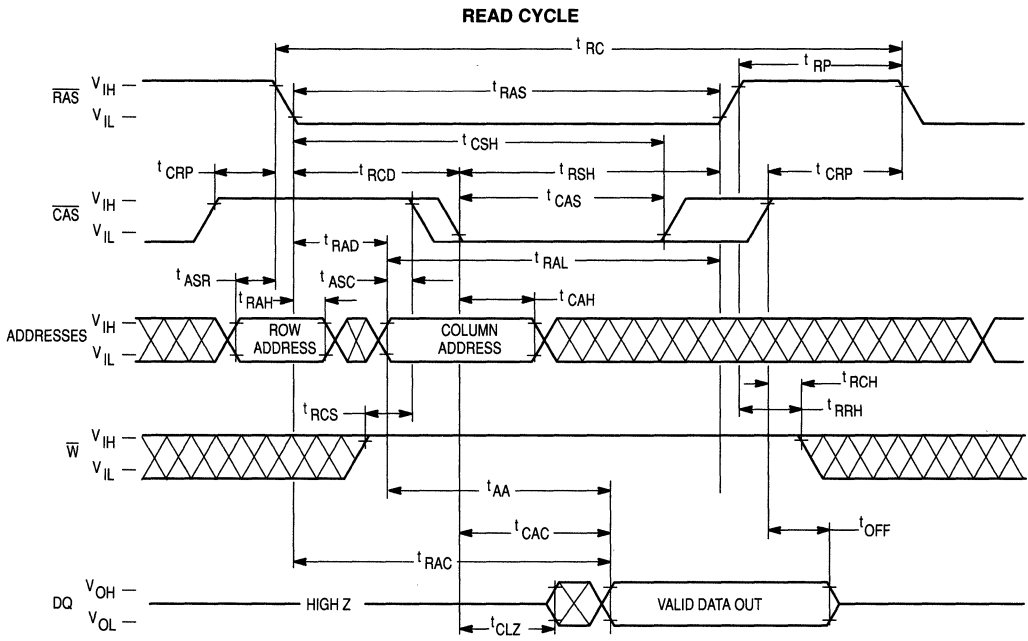 READ CYCLE
t RC
t RP
RAS
V IH
V IL
t RAS
t CSH
t CRP
t RCD
t RSH
t CRP
CAS
V IH
V IL
t CAS
t RAD
t RAL
t ASR
t ASC
t RAH
t CAH
ADDRESSES
V IH
V IL
ROW ADDRESS
COLUMN ADDRESS
t RCH
t RCS
t RRH
W
V IH
V IL
t AA
t CAC
t OFF
t RAC
DQ
V OH
V OL
HIGH Z
VALID DATA OUT
t CLZ